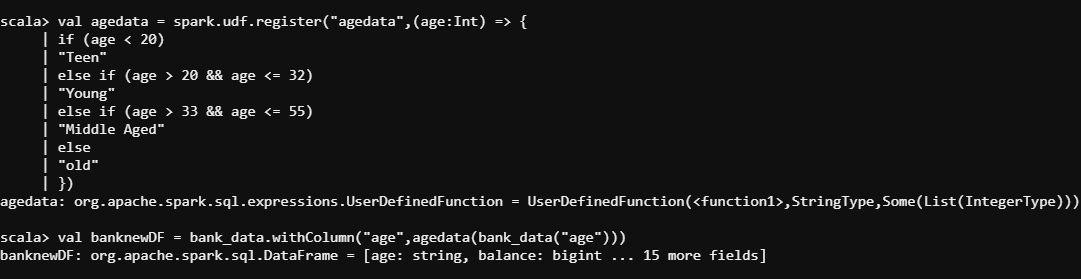 scala> val agedata = spark.udf.register("agedata",(age:Int) => {
| if (age < 20)
| "Teen"
| else if (age > 20 && age <= 32)
| "Young"
| else if (age > 33 && age <= 55)
| "Middle Aged"
| else
| "old"
| })
agedata: org.apache.spark.sql.expressions.UserDefinedFunction = UserDefinedFunction(<function1>,StringType,Some(List(IntegerType)))
scala> val banknewDF = bank_data.withColumn("age",agedata(bank_data("age")))
banknewDF: org.apache.spark.sql.DataFrame = [age: string, balance: bigint ... 15 more fields]